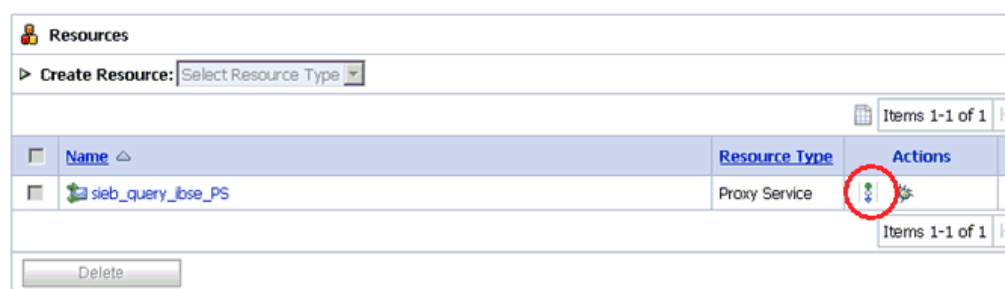 Resources
Create Resource: Select Resource Type
Items 1-1 of 1
Name Resource Type Actions
sieb_query_ibse_PS Proxy Service
Items 1-1 of 1
Delete